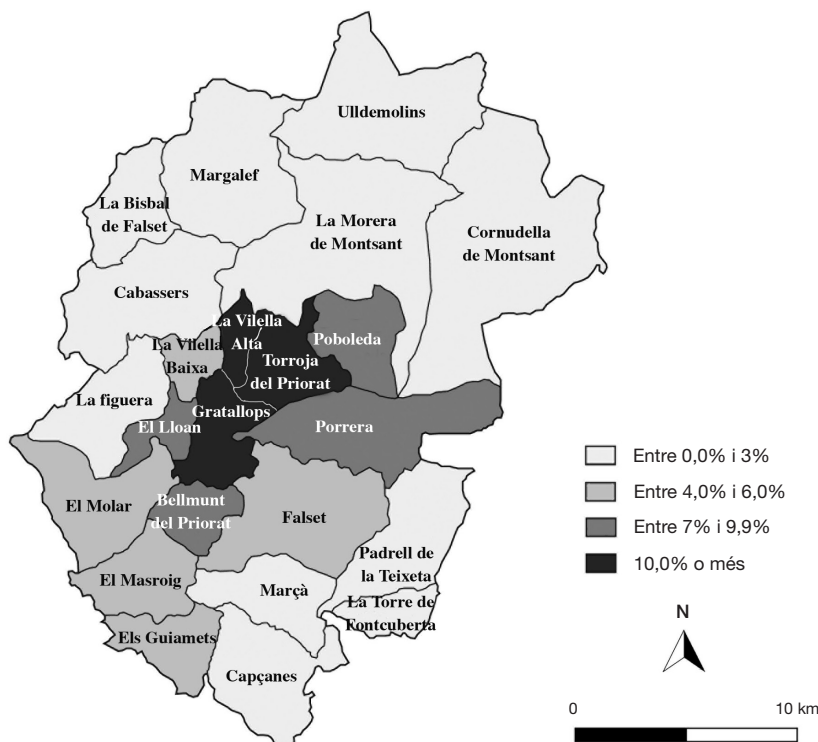 Ulldemolins
Margalef
La Bisbal
de Falset
La Morera
de Montsant
Cornudella
de Montsant
Cabassers
La Vilella
Alta
La Vilella
Baixa
Poboleda
Torroja
del Priorat
La figuera
Gratallops
El Lloan
Porrera
El Molar
Bellmunt
del Priorat
Falset
Padrell de
la Teixeta
El Masroig
Marçà
La Torre de
Fontcuberta
Els Guiamets
Capçanes
Entre 0,0% i 3%
Entre 4,0% i 6,0%
Entre 7% i 9,9%
10,0% o més
N
0
10 km